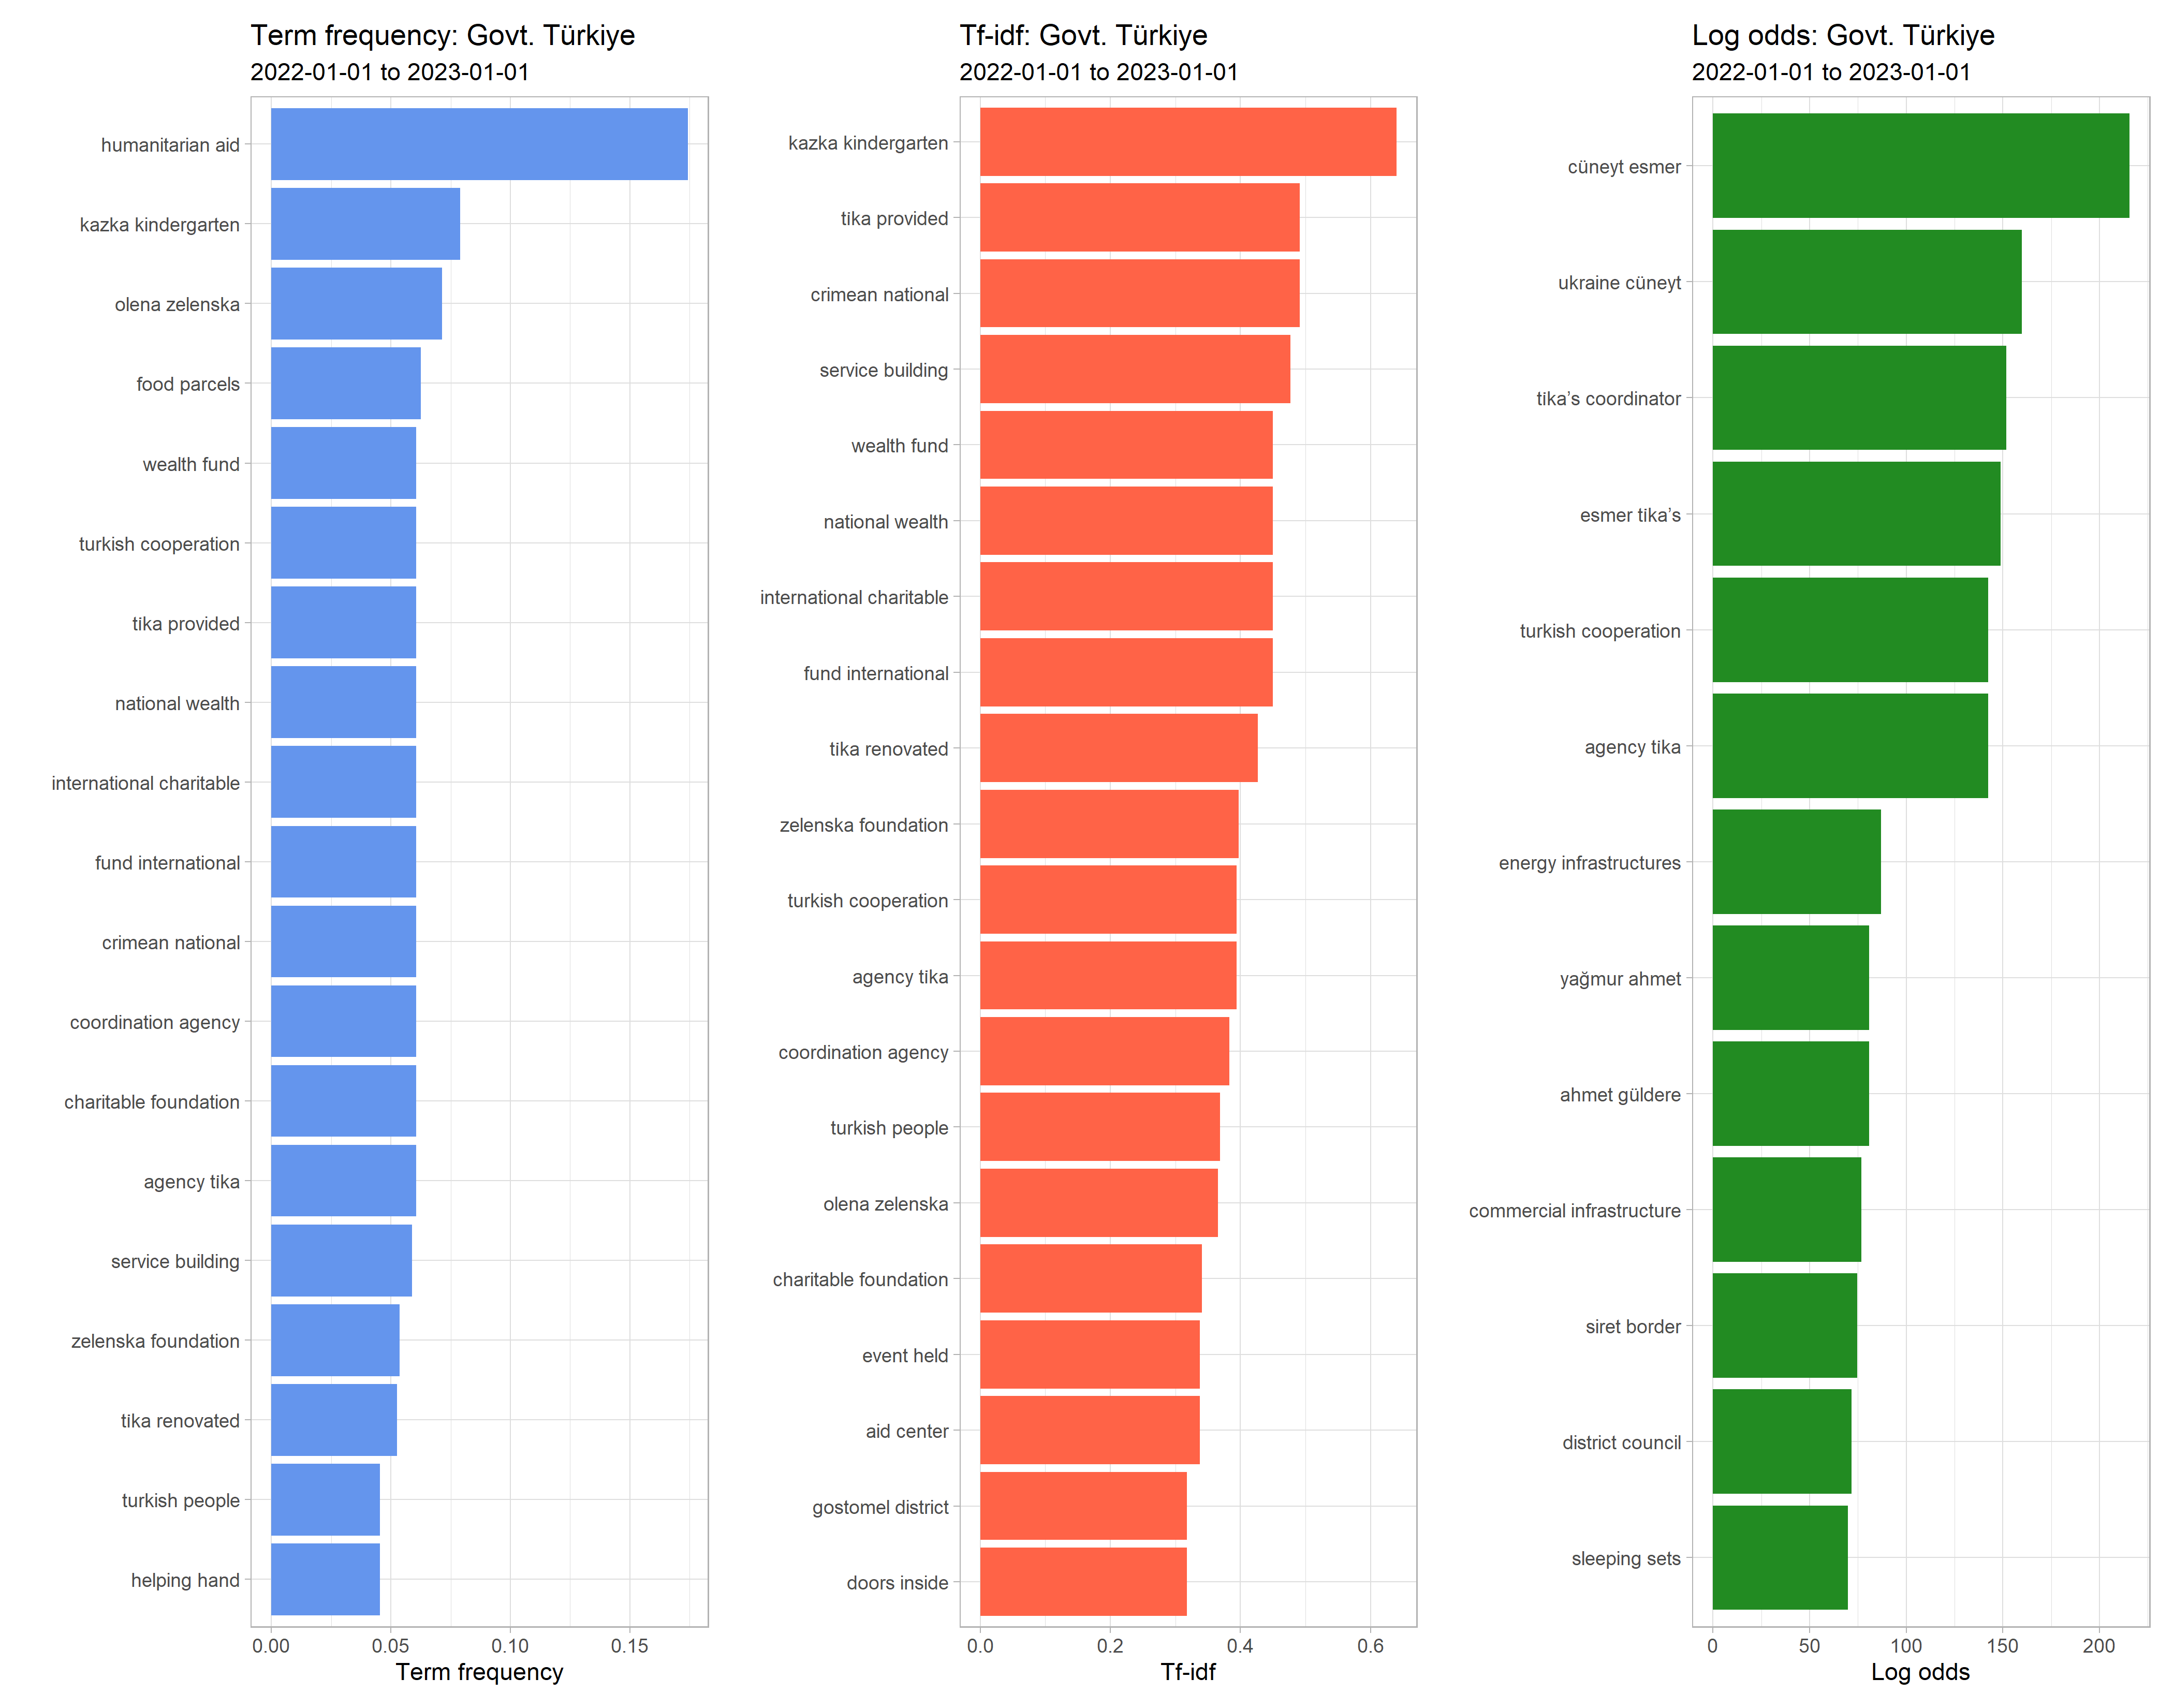 Term frequency: Govt. Türkiye
2022-01-01 to 2023-01-01
humanitarian aid
kazka kindergarten
olena zelenska
food parcels
wealth fund
turkish cooperation
tika provided
national wealth
international charitable
fund international
crimean national
coordination agency
charitable foundation
agency tika
service building
zelenska foundation
tika renovated
turkish people
helping hand
0.00 0.05 0.10 0.15
Term frequency
Tf-idf: Govt. Türkiye
2022-01-01 to 2023-01-01
kazka kindergarten
tika provided
crimean national
service building
wealth fund
national wealth
international charitable
fund international
tika renovated
zelenska foundation
turkish cooperation
agency tika
coordination agency
turkish people
olena zelenska
charitable foundation
event held
aid center
gostomel district
doors inside
0.0 0.2 0.4 0.6
Tf-idf
Log odds: Govt. Türkiye
2022-01-01 to 2023-01-01
cüneyt esmer
ukraine cüneyt
tika’s coordinator
esmer tika’s
turkish cooperation
agency tika
energy infrastructures
yağmur ahmet
ahmet güldere
commercial infrastructure
siret border
district council
sleeping sets
0 50 100 150 200
Log odds